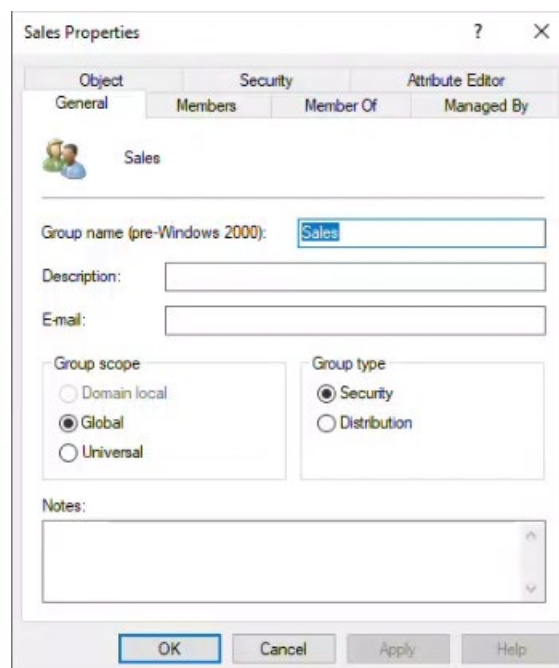 Sales Properties ? X
Object Security Attribute Editor
General Members Member Of Managed By
Sales
Group name (pre-Windows 2000): Sales
Description:
E-mail:
Group scope Group type
Domain local Security
Global Distribution
Universal
Notes:
OK Cancel Apply Help